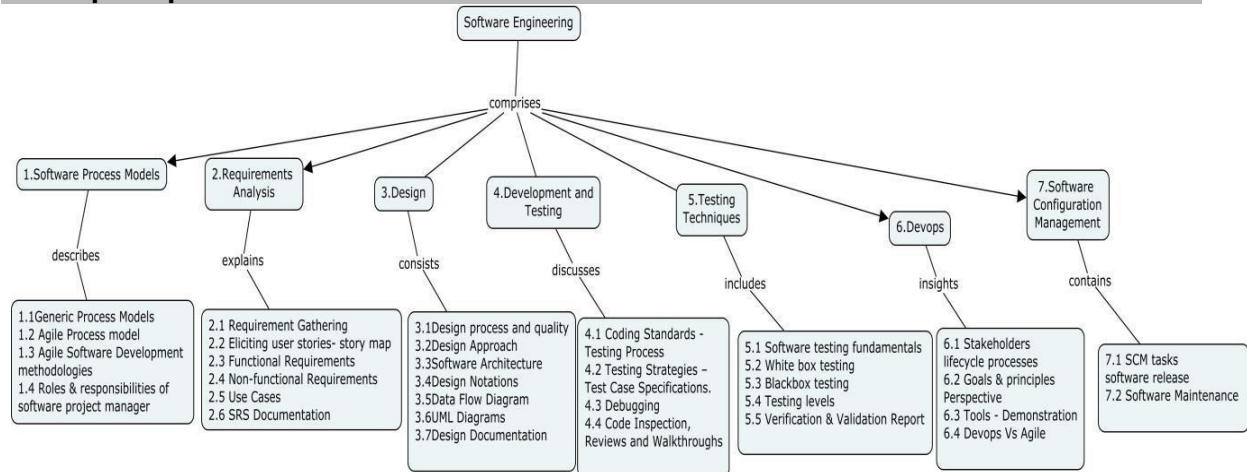 Software Engineering
comprises
1.Software Process Models
2.Requirements
Analysis
3.Design
4.Development and
Testing
5.Testing
Techniques
6.Devops
7.Software
Configuration
Management
describes
explains
consists
discusses
includes
insights
contains
1.1Generic Process Models
1.2 Agile Process model
1.3 Agile Software Development
methodologies
1.4 Roles & responsibilities of
software project manager
2.1 Requirement Gathering
2.2 Eliciting user stories- story map
2.3 Functional Requirements
2.4 Non-functional Requirements
2.5 Use Cases
2.6 SRS Documentation
3.1Design process and quality
3.2Design Approach
3.3Software Architecture
3.4Design Notations
3.5Data Flow Diagram
3.6UML Diagrams
3.7Design Documentation
4.1 Coding Standards -
Testing Process
4.2 Testing Strategies –
Test Case Specifications.
4.3 Debugging
4.4 Code Inspection,
Reviews and Walkthroughs
5.1 Software testing fundamentals
5.2 White box testing
5.3 Blackbox testing
5.4 Testing levels
5.5 Verification & Validation Report
6.1 Stakeholders
lifecycle processes
6.2 Goals & principles
Perspective
6.3 Tools - Demonstration
6.4 Devops Vs Agile
7.1 SCM tasks
software release
7.2 Software Maintenance